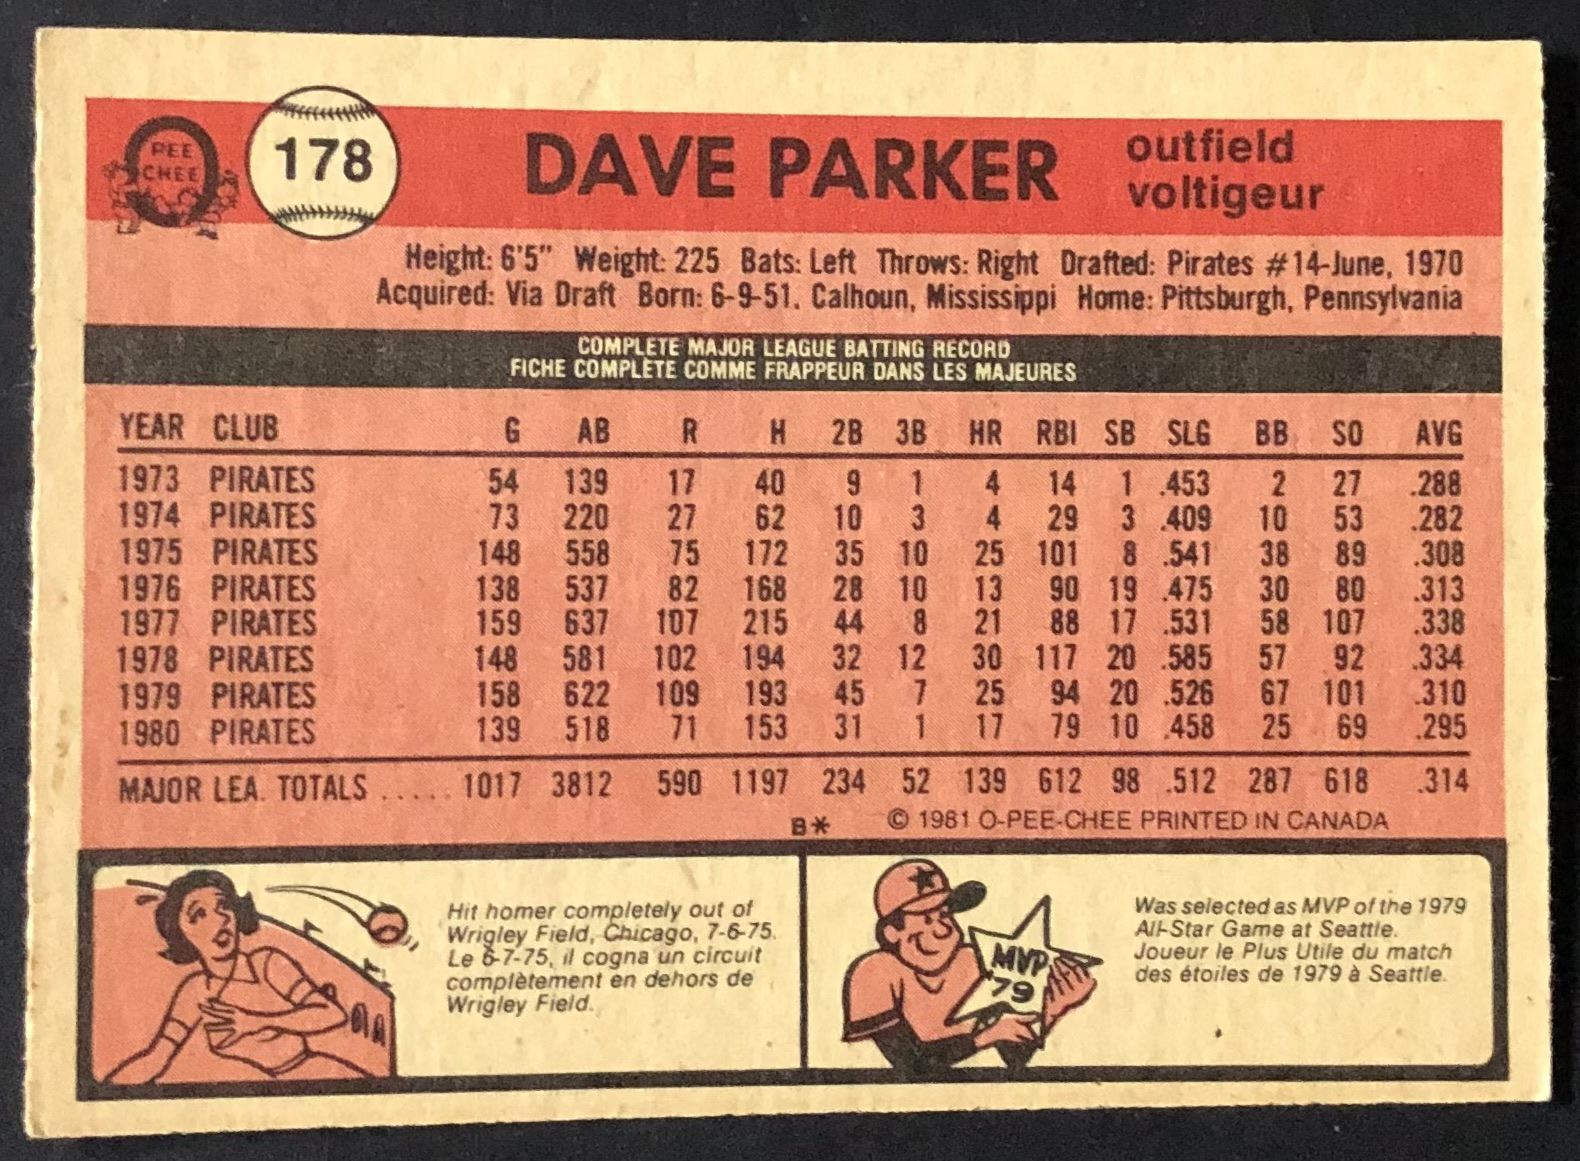 O PEE CHEE
178
DAVE PARKER
outfield
voltigeur
Height: 6'5" Weight: 225 Bats: Left Throws: Right Drafted: Pirates #14-June, 1970
Acquired: Via Draft Born: 6-9-51, Calhoun, Mississippi Home: Pittsburgh, Pennsylvania
COMPLETE MAJOR LEAGUE BATTING RECORD
FICHE COMPLÈTE COMME FRAPPEUR DANS LES MAJEURES
YEAR CLUB G AB R H 2B 3B HR RBI SB SLG BB SO AVG
1973 PIRATES 54 139 17 40 9 1 4 14 1 .453 2 27 .288
1974 PIRATES 73 220 27 62 10 3 4 29 3 .409 10 53 .282
1975 PIRATES 148 558 75 172 35 10 25 101 8 .541 38 89 .308
1976 PIRATES 138 537 82 168 28 10 13 90 19 .475 30 80 .313
1977 PIRATES 159 637 107 215 44 8 21 88 17 .531 58 107 .338
1978 PIRATES 148 581 102 194 32 12 30 117 20 .585 57 92 .334
1979 PIRATES 158 622 109 193 45 7 25 94 20 .526 67 101 .310
1980 PIRATES 139 518 71 153 31 1 17 79 10 .458 25 69 .295
MAJOR LEA. TOTALS ..... 1017 3812 590 1197 234 52 139 612 98 .512 287 618 .314
B* © 1981 O-PEE-CHEE PRINTED IN CANADA
Hit homer completely out of
Wrigley Field, Chicago, 7-6-75.
Le 6-7-75, il cogna un circuit
complètement en dehors de
Wrigley Field.
MVP
'79
Was selected as MVP of the 1979
All-Star Game at Seattle.
Joueur le Plus Utile du match
des étoiles de 1979 à Seattle.